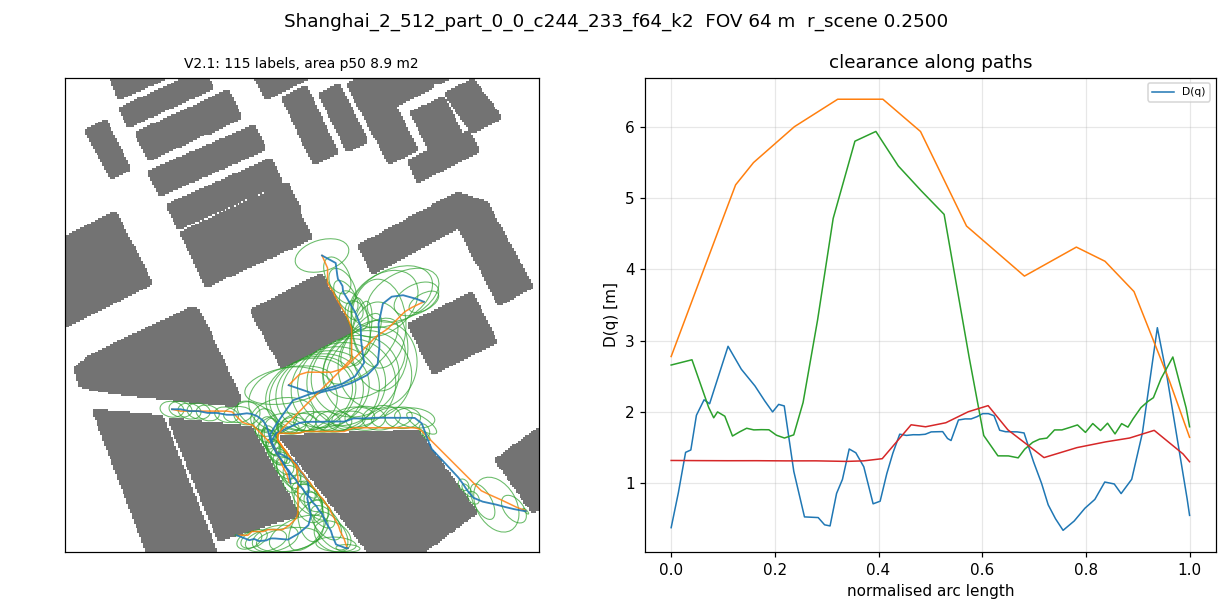 Shanghai_2_512_part_0_0_c244_233_f64_k2  FOV 64 m  r_scene 0.2500
V2.1: 115 labels, area p50 8.9 m2
clearance along paths
D(q)
D(q) [m]
6
5
4
3
2
1
0.0 0.2 0.4 0.6 0.8 1.0
normalised arc length